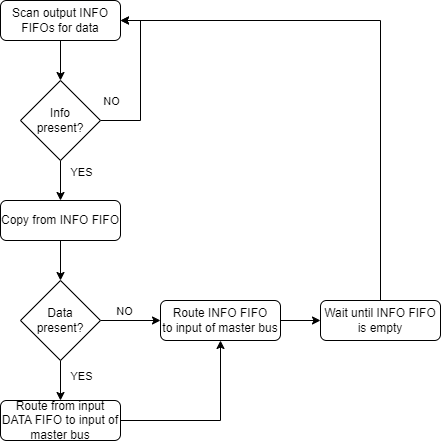 Scan output INFO
FIFOs for data
NO
Info
present?
YES
Copy from INFO FIFO
Data
present?
NO
Route INFO FIFO
to input of master bus
Wait until INFO FIFO
is empty
YES
Route from input
DATA FIFO to input of
master bus